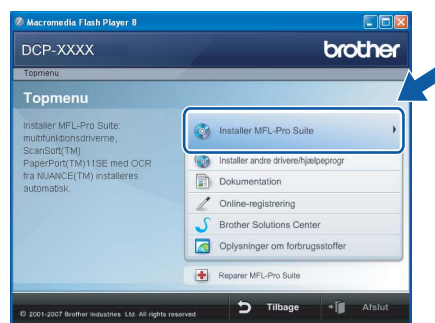 Macromedia Flash Player 8
DCP-XXXX
brother
Topmenu
Topmenu
Installer MFL-Pro Suite:
multifunktionsdriverne,
ScanSoft(TM)
PaperPort(TM)11SE med OCR
fra NUANCE(TM) installeres
automatisk.
Installer MFL-Pro Suite
Installer andre drivere/hjælpeprogr
Dokumentation
Online-registrering
Brother Solutions Center
Oplysninger om forbrugsstoffer
Reparer MFL-Pro Suite
© 2001-2007 Brother Industries Ltd. All rights reserved
Tilbage
Afslut